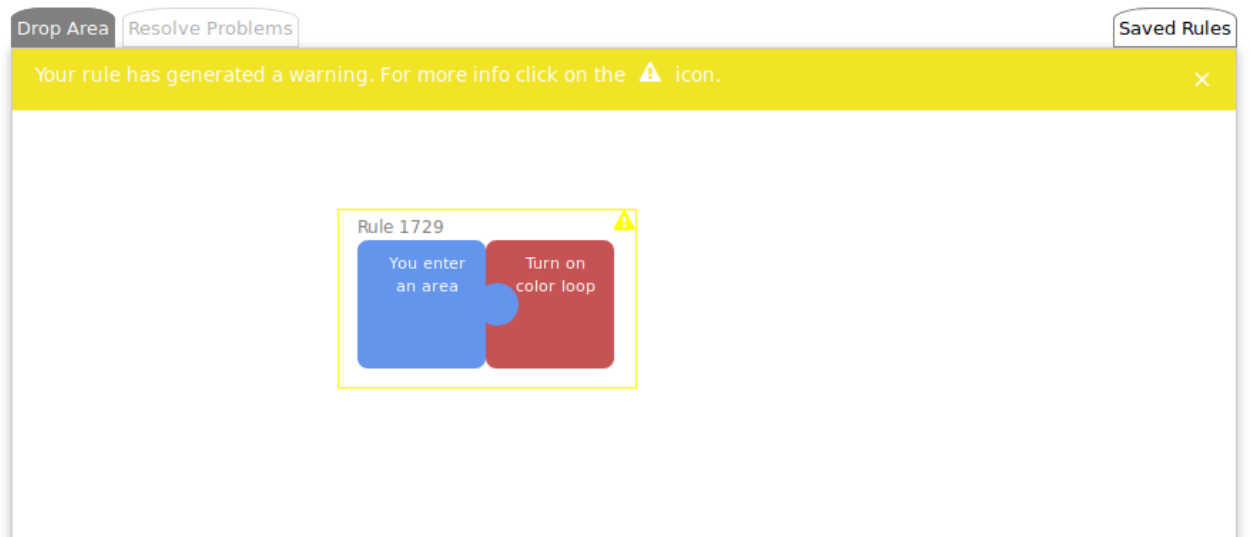 Drop Area
Resolve Problems
Saved Rules
Your rule has generated a warning. For more info click on the icon.
Rule 1729
You enter
an area
Turn on
color loop